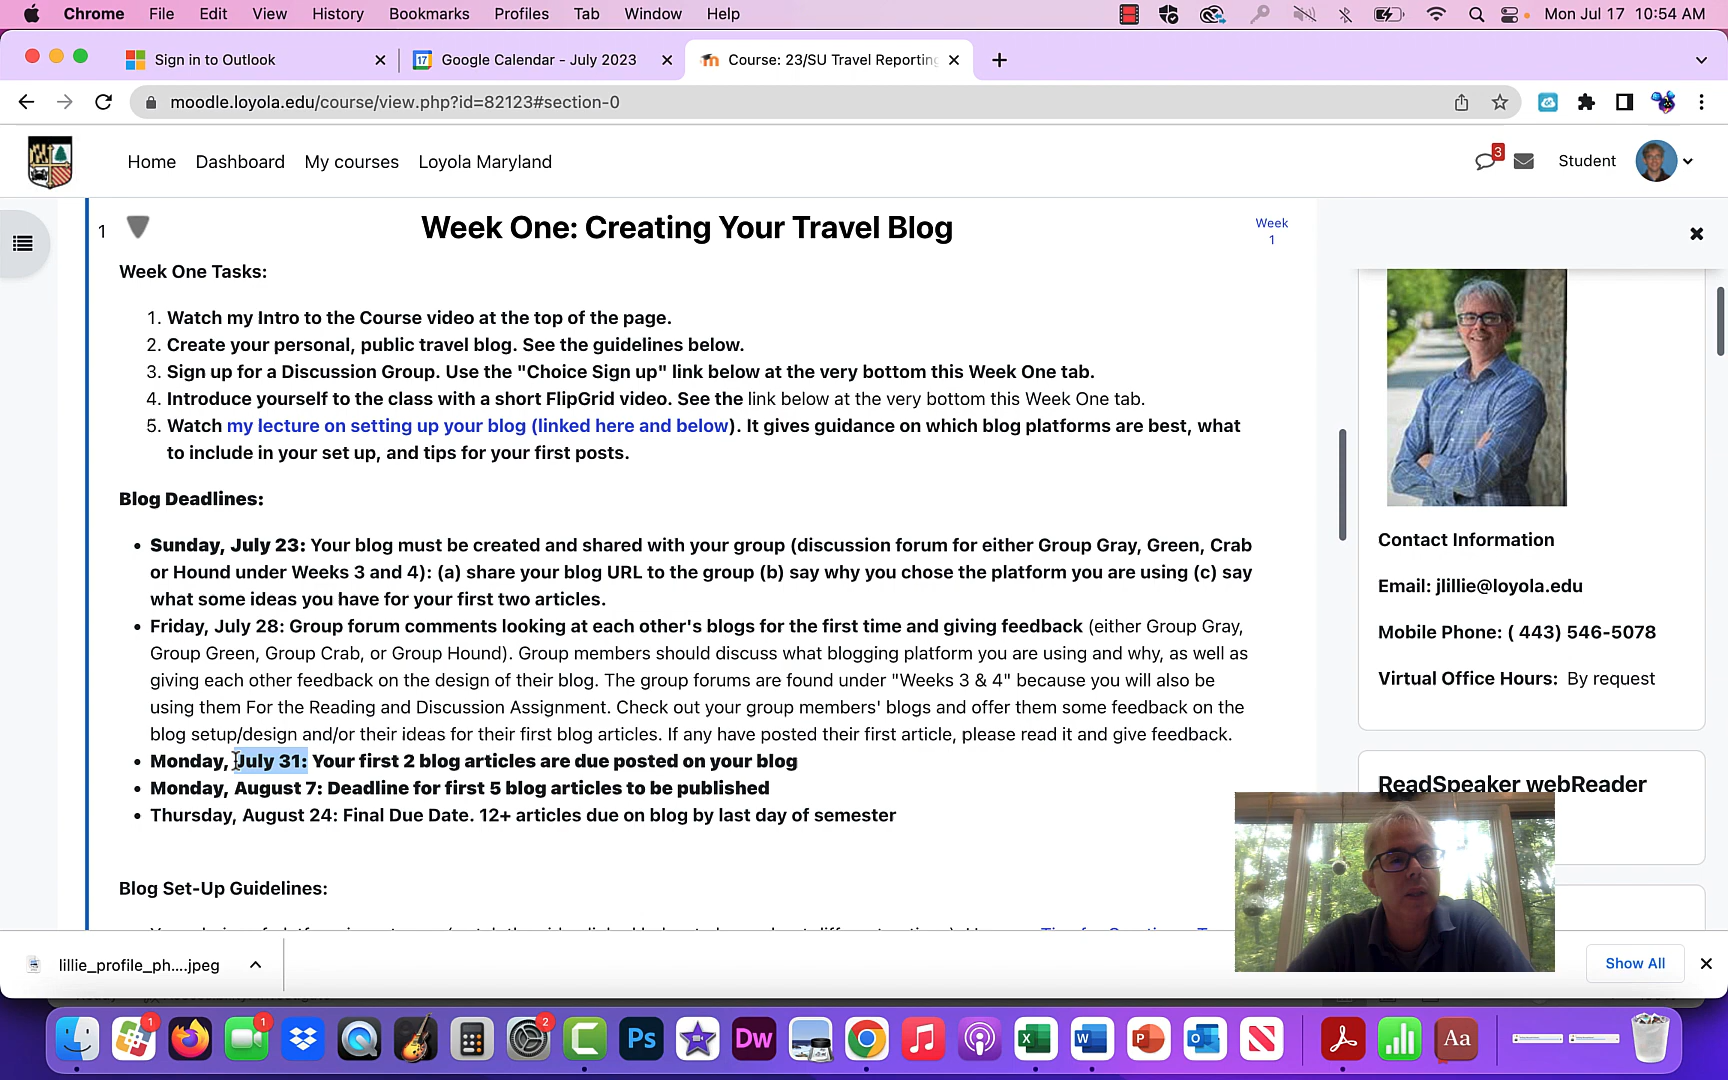 Chrome File Edit View History Bookmarks Profiles Tab Window Help Mon Jul 17 10:54 AM
Sign in to Outlook Google Calendar - July 2023 Course: 23/SU Travel Reporting
moodle.loyola.edu/course/view.php?id=82123#section-0
Home Dashboard My courses Loyola Maryland 3 Student
1 Week One: Creating Your Travel Blog Week
1
Week One Tasks:
1. Watch my Intro to the Course video at the top of the page.
2. Create your personal, public travel blog. See the guidelines below.
3. Sign up for a Discussion Group. Use the "Choice Sign up" link below at the very bottom this Week One tab.
4. Introduce yourself to the class with a short FlipGrid video. See the link below at the very bottom this Week One tab.
5. Watch my lecture on setting up your blog (linked here and below). It gives guidance on which blog platforms are best, what
to include in your set up, and tips for your first posts.
Blog Deadlines:
• Sunday, July 23: Your blog must be created and shared with your group (discussion forum for either Group Gray, Green, Crab
or Hound under Weeks 3 and 4): (a) share your blog URL to the group (b) say why you chose the platform you are using (c) say
what some ideas you have for your first two articles.
• Friday, July 28: Group forum comments looking at each other's blogs for the first time and giving feedback (either Group Gray,
Group Green, Group Crab, or Group Hound). Group members should discuss what blogging platform you are using and why, as well as
giving each other feedback on the design of their blog. The group forums are found under "Weeks 3 & 4" because you will also be
using them For the Reading and Discussion Assignment. Check out your group members' blogs and offer them some feedback on the
blog setup/design and/or their ideas for their first blog articles. If any have posted their first article, please read it and give feedback.
• Monday, July 31: Your first 2 blog articles are due posted on your blog
• Monday, August 7: Deadline for first 5 blog articles to be published
• Thursday, August 24: Final Due Date. 12+ articles due on blog by last day of semester
Blog Set-Up Guidelines:
Contact Information
Email: jlillie@loyola.edu
Mobile Phone: ( 443) 546-5078
Virtual Office Hours: By request
ReadSpeaker webReader
lillie_profile_ph....jpeg Show All
17
1
1
2
Ps
Dw
X
W
P
O
Aa